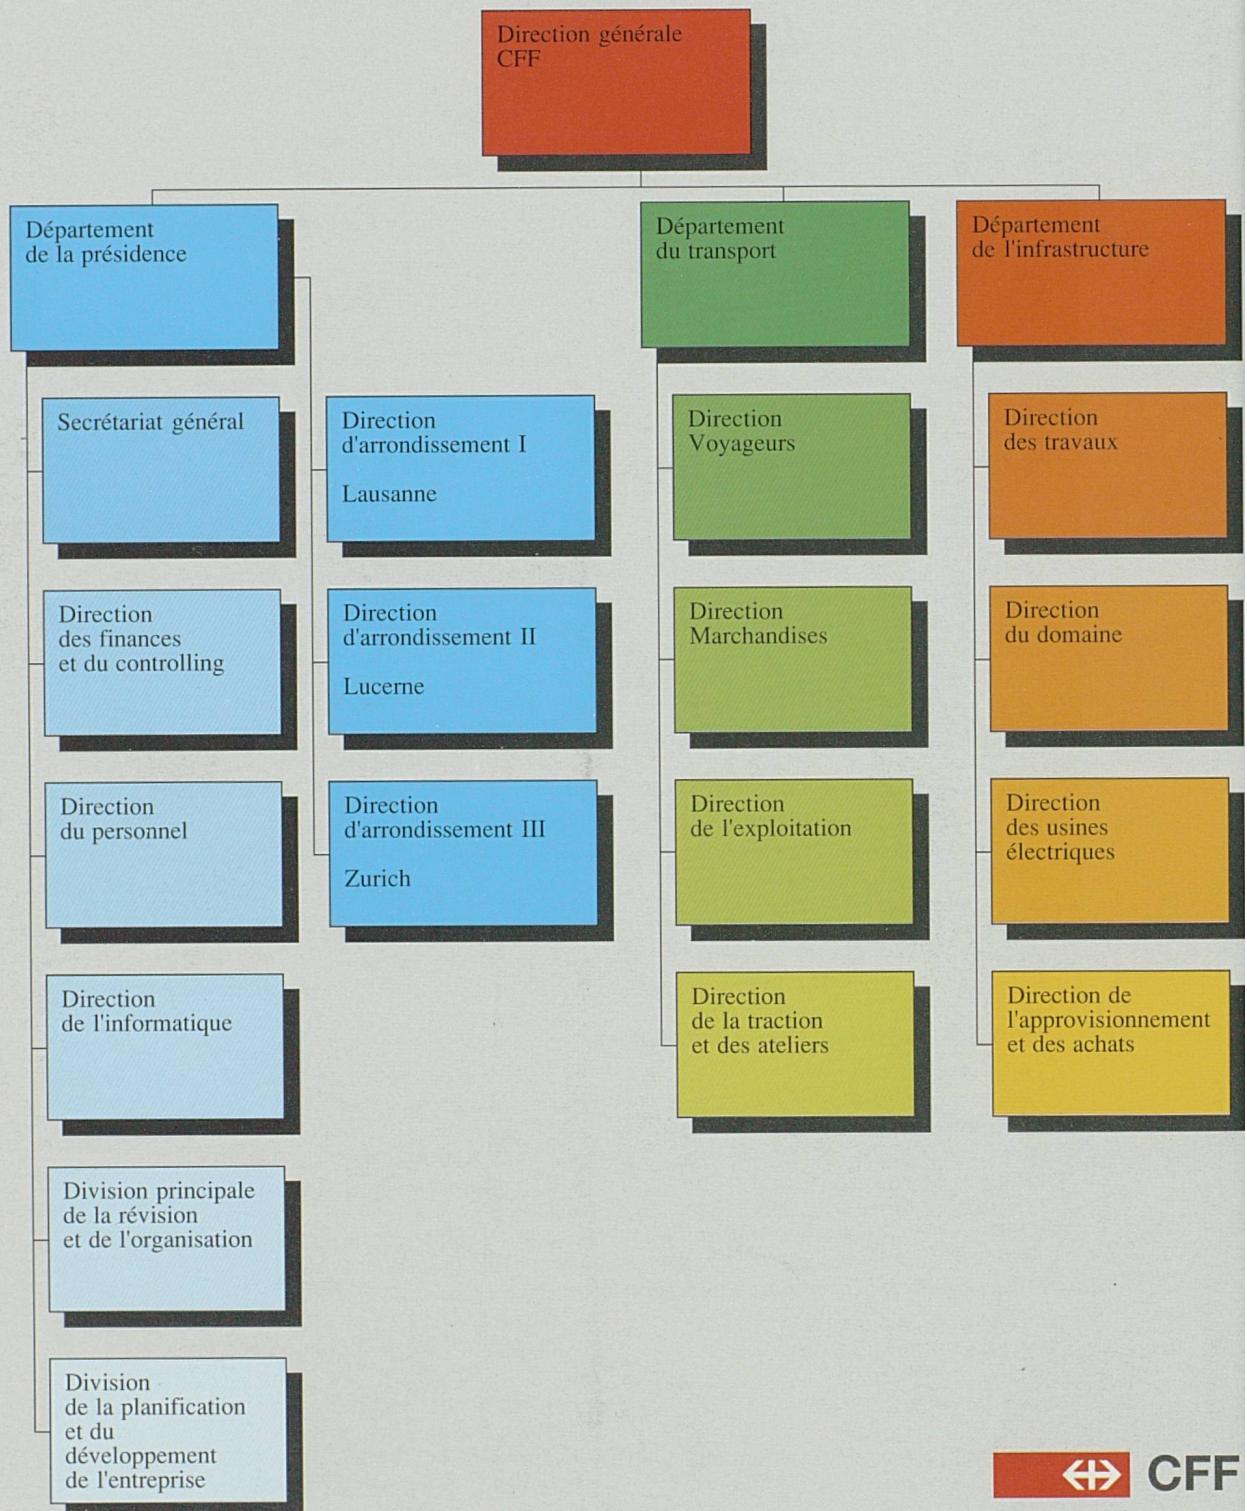 Direction générale
CFF
Département
de la présidence
Département
du transport
Département
de l'infrastructure
Secrétariat général
Direction
des finances
et du controlling
Direction
du personnel
Direction
de l'informatique
Division principale
de la révision
et de l'organisation
Division
de la planification
et du
développement
de l'entreprise
Direction
d'arrondissement I
Lausanne
Direction
d'arrondissement II
Lucerne
Direction
d'arrondissement III
Zurich
Direction
Voyageurs
Direction
Marchandises
Direction
de l'exploitation
Direction
de la traction
et des ateliers
Direction
des travaux
Direction
du domaine
Direction
des usines
électriques
Direction de
l'approvisionnement
et des achats
CFF